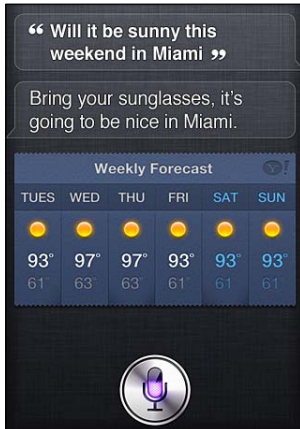 “ Will it be sunny this
weekend in Miami ”
Bring your sunglasses, it's
going to be nice in Miami.
Weekly Forecast Y!
TUES WED THU FRI SAT SUN
93° 97° 97° 93° 93° 93°
61° 63° 63° 61° 61 61